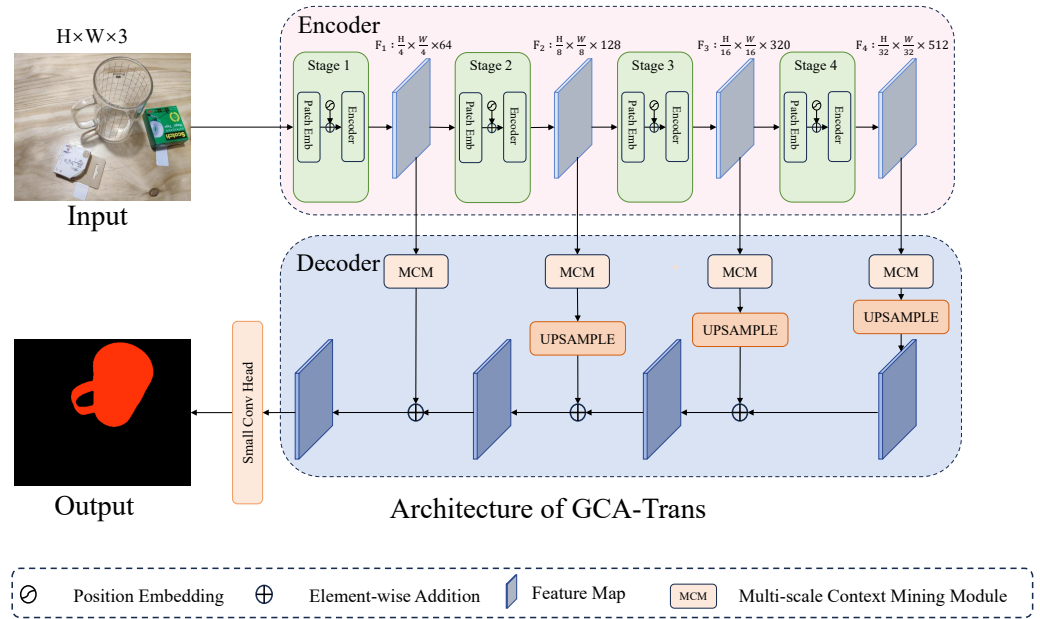 Encoder
H×W×3
F₁ : H/4 × W/4 ×64
F₂ : H/8 × W/8 ×128
F₃ : H/16 × W/16 ×320
F₄ : H/32 × W/32 ×512
Stage 1
Stage 2
Stage 3
Stage 4
Patch Emb
Encoder
Patch Emb
Encoder
Patch Emb
Encoder
Patch Emb
Encoder
Scotch
Input
Decoder
MCM
MCM
MCM
MCM
UPSAMPLE
UPSAMPLE
UPSAMPLE
Small Conv Head
Output
Architecture of GCA-Trans
Position Embedding
Element-wise Addition
Feature Map
MCM
Multi-scale Context Mining Module